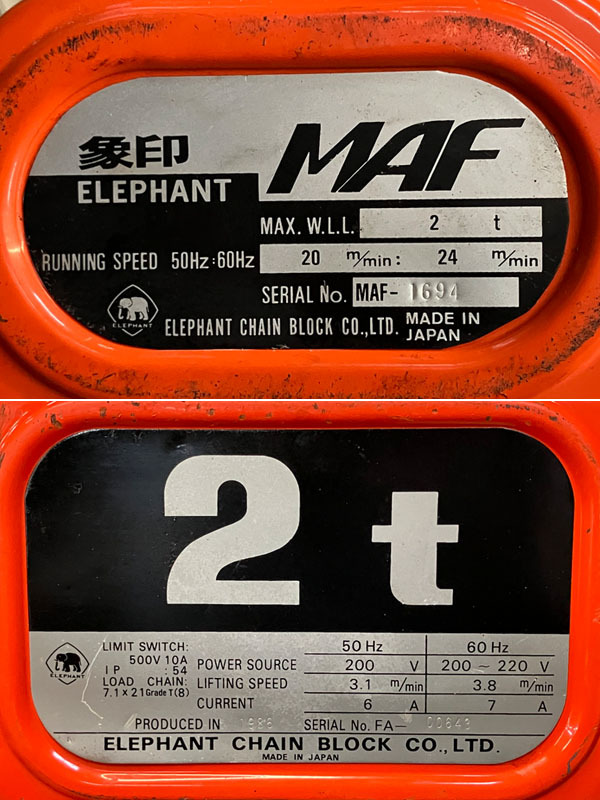 象印
MAF
ELEPHANT
MAX. W.L.L. 2 t
RUNNING SPEED 50Hz:60Hz 20 m/min: 24 m/min
SERIAL No. MAF- 1694
ELEPHANT
ELEPHANT CHAIN BLOCK CO.,LTD. MADE IN JAPAN
2 t
50 Hz 60 Hz
LIMIT SWITCH:
500V 10A
IP :54
LOAD CHAIN:
7.1×21 Grade T(8)
ELEPHANT
POWER SOURCE 200 V 200~220 V
LIFTING SPEED 3.1 m/min 3.8 m/min
CURRENT 6 A 7 A
PRODUCED IN SERIAL No. FA- 00643
ELEPHANT CHAIN BLOCK CO., LTD.
MADE IN JAPAN